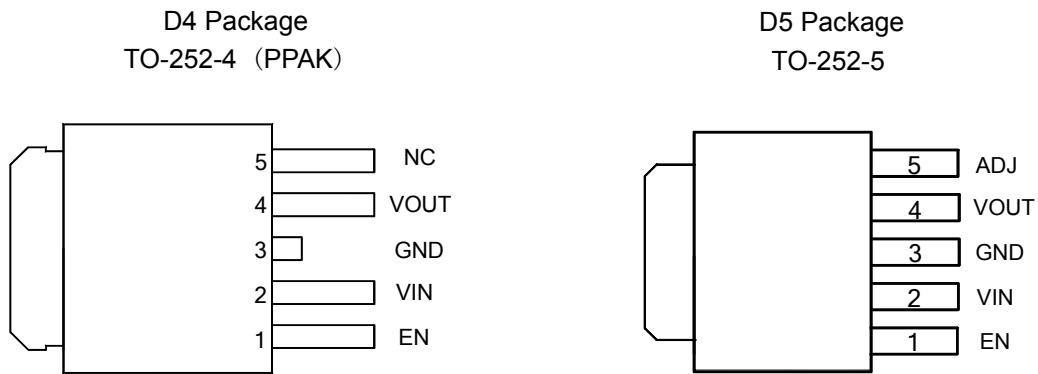 D4 Package
TO-252-4（PPAK）
5 NC
4 VOUT
3 GND
2 VIN
1 EN
D5 Package
TO-252-5
5 ADJ
4 VOUT
3 GND
2 VIN
1 EN